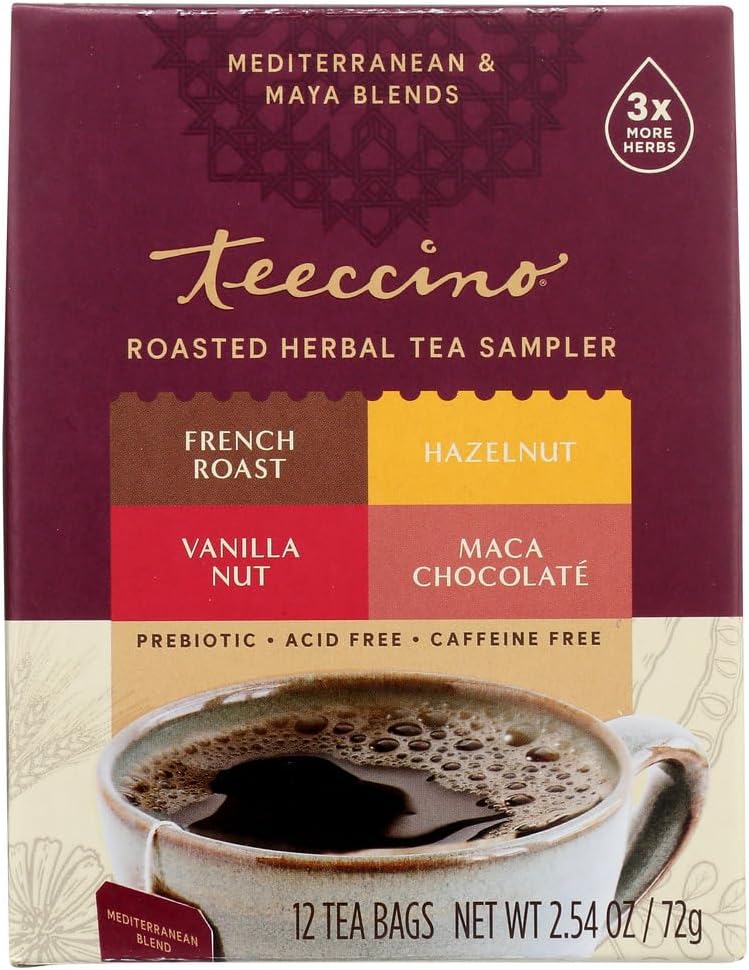 MEDITERRANEAN &
MAYA BLENDS
3x
MORE
HERBS
teeccino®
ROASTED HERBAL TEA SAMPLER
FRENCH
ROAST
HAZELNUT
VANILLA
NUT
MACA
CHOCOLATÉ
PREBIOTIC • ACID FREE • CAFFEINE FREE
MEDITERRANEAN
BLEND
12 TEA BAGS NET WT 2.54 OZ / 72g